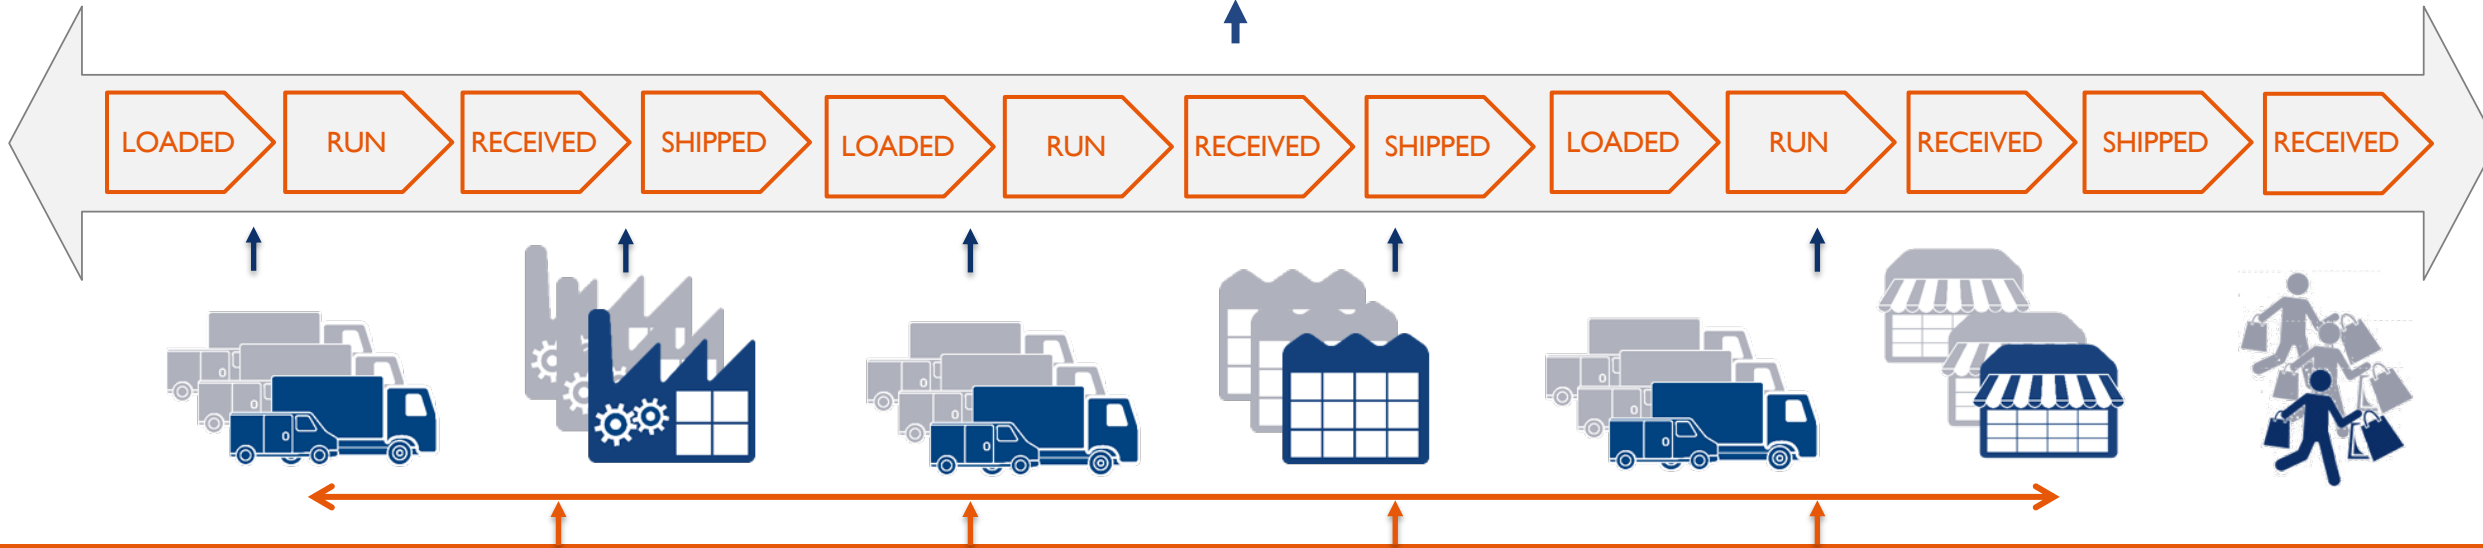 LOADED
RUN
RECEIVED
SHIPPED
LOADED
RUN
RECEIVED
SHIPPED
LOADED
RUN
RECEIVED
SHIPPED
RECEIVED